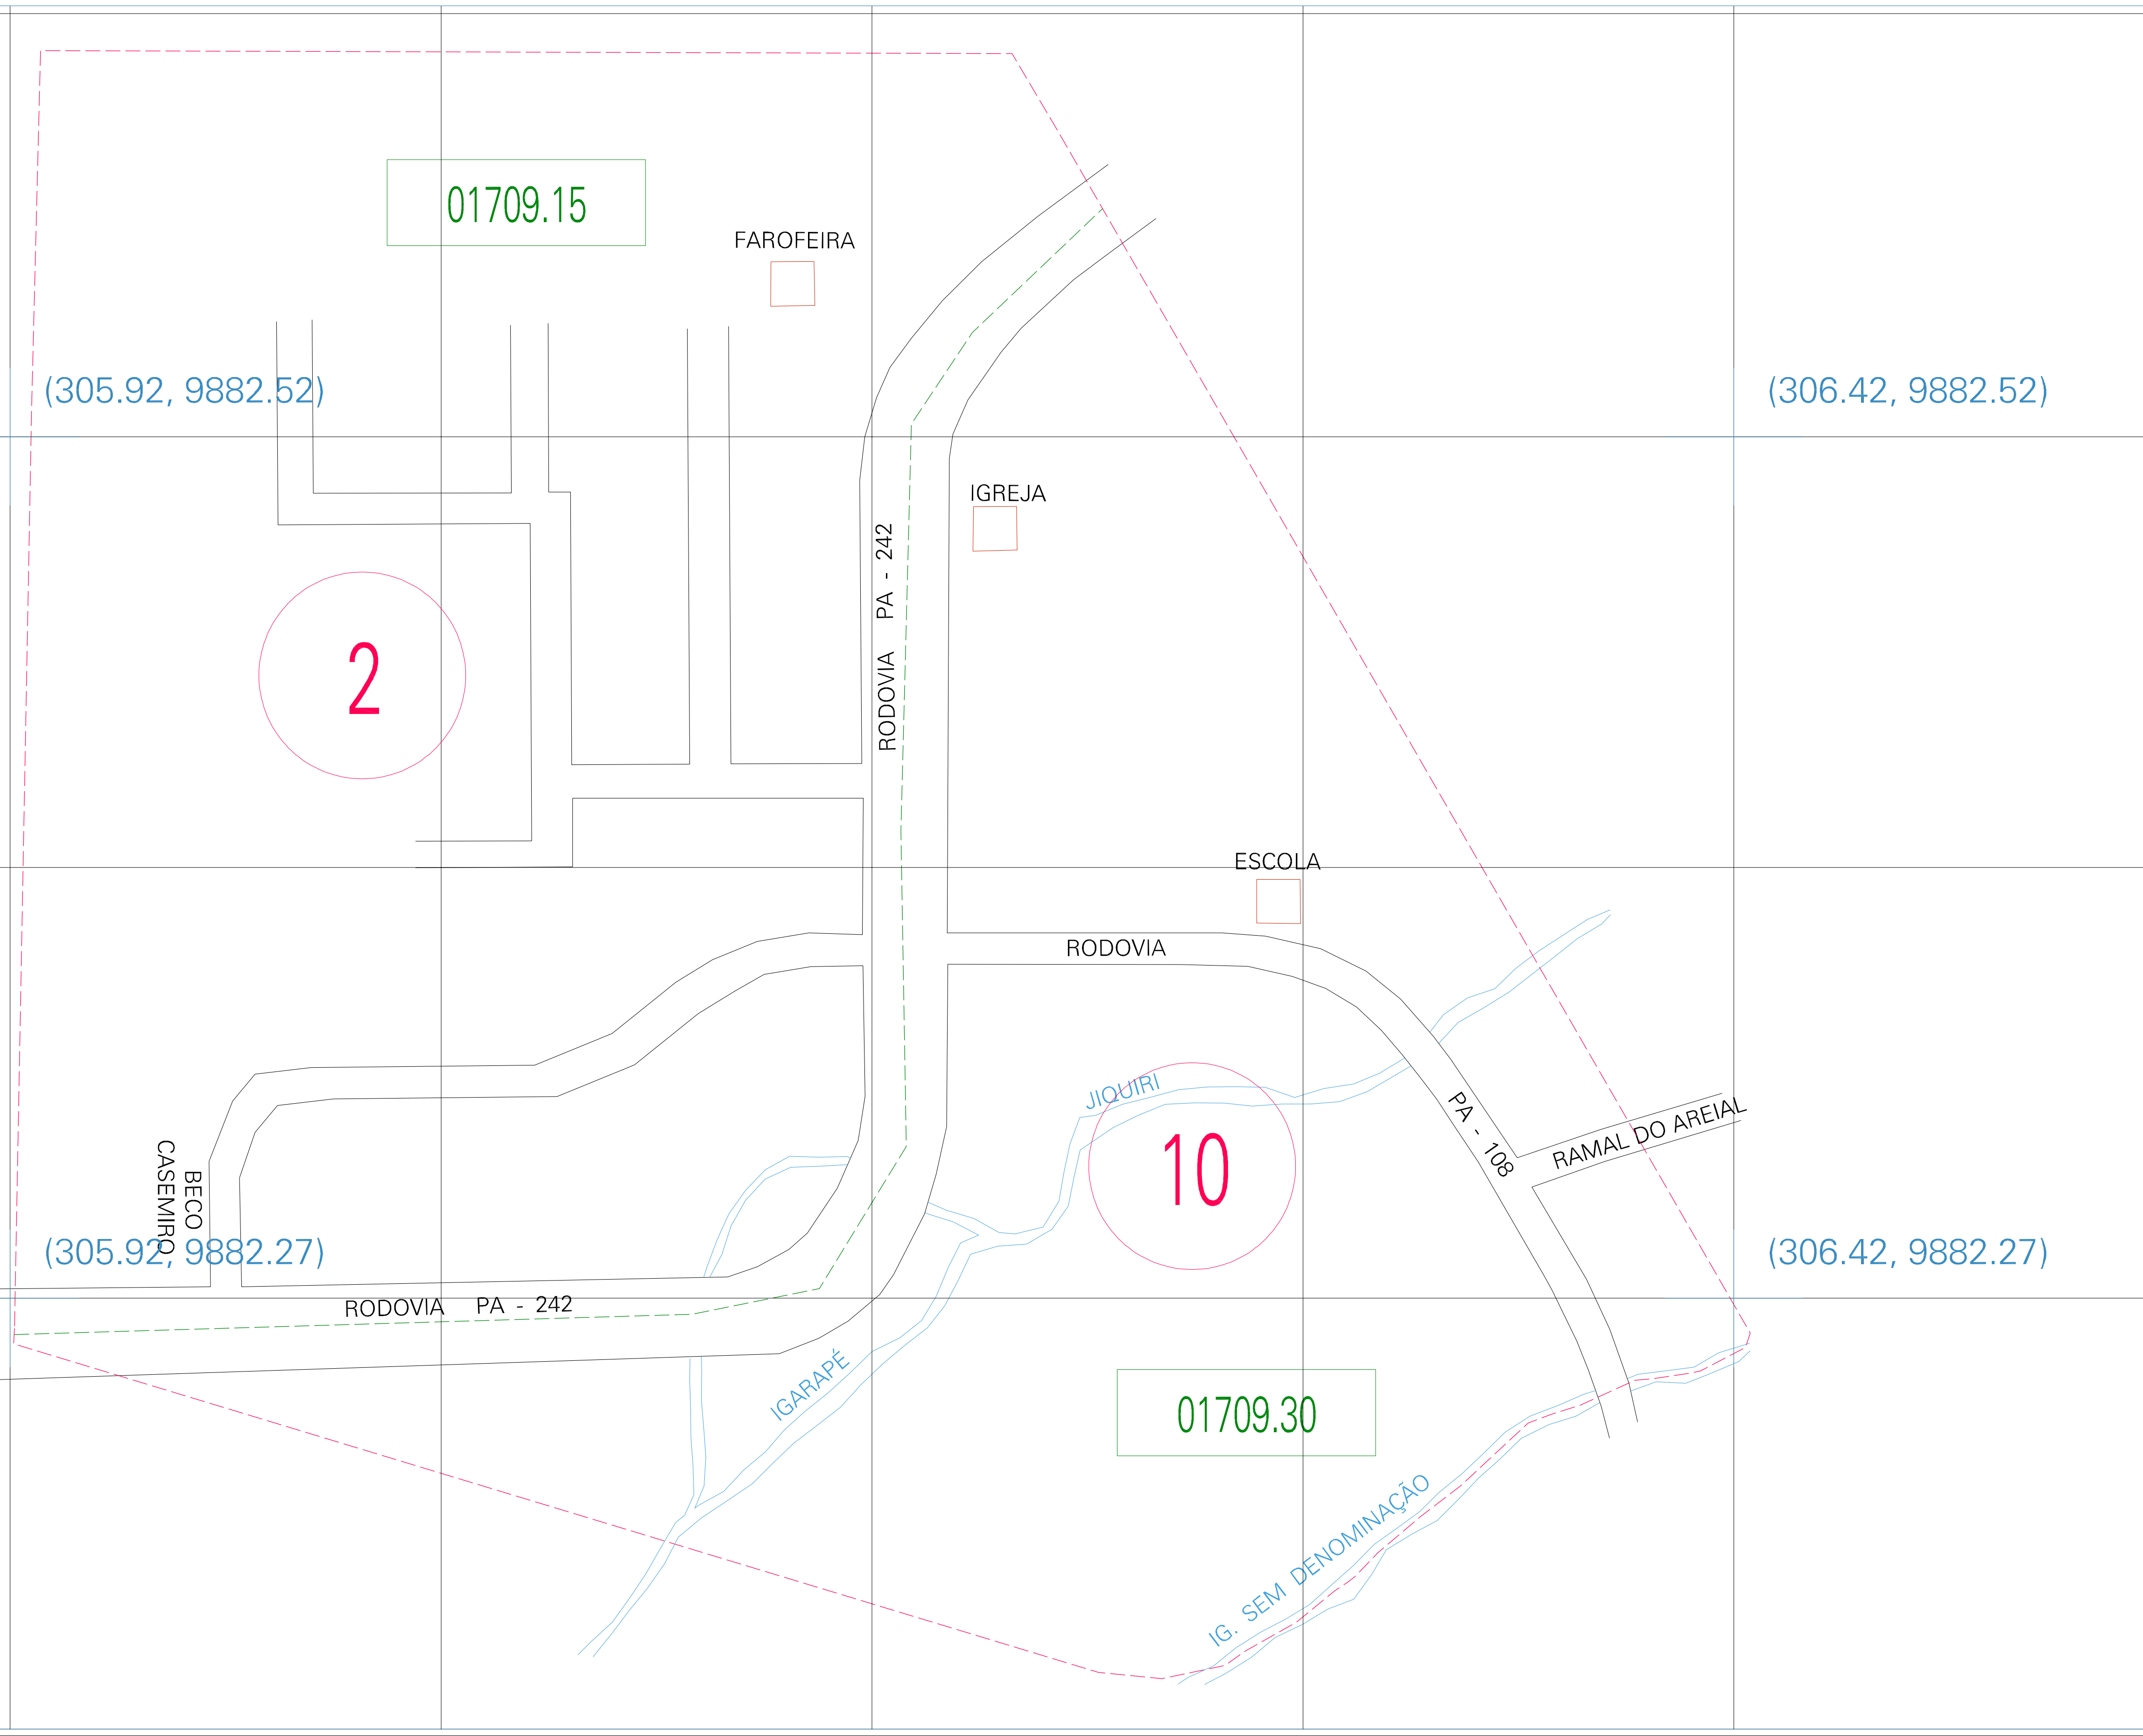 01709.15
FAROFEIRA
(305.92, 9882.52)
(306.42, 9882.52)
IGREJA
RODOVIA PA - 242
2
ESCOLA
RODOVIA
PA - 108
JIQUIRI
RAMAL DO AREIAL
10
BECO
CASEMIRO
(305.92, 9882.27)
(306.42, 9882.27)
RODOVIA PA - 242
IGARAPÉ
01709.30
IG. SEM DENOMINAÇÃO